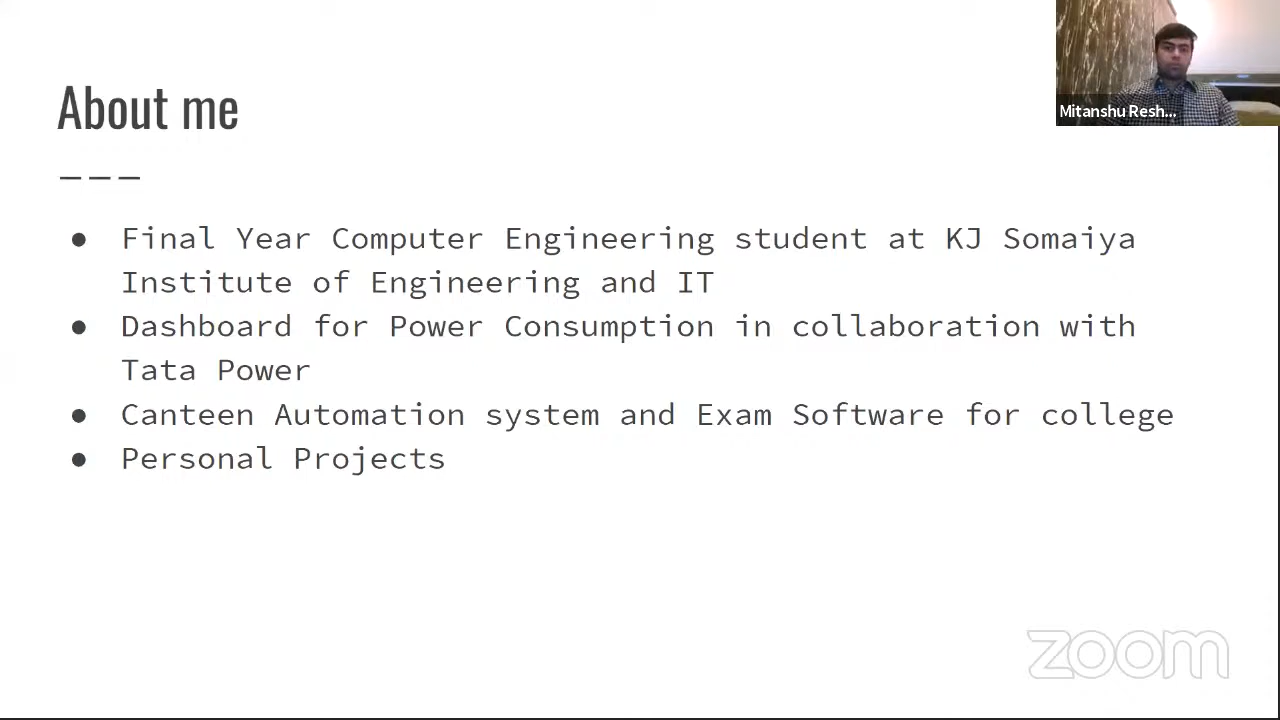 About me
Mitanshu Resh...
● Final Year Computer Engineering student at KJ Somaiya
Institute of Engineering and IT
● Dashboard for Power Consumption in collaboration with
Tata Power
● Canteen Automation system and Exam Software for college
● Personal Projects
zoom